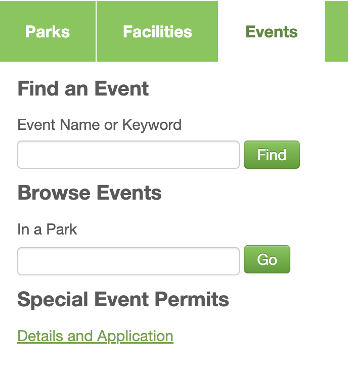 Parks Facilities Events
Find an Event
Event Name or Keyword
Find
Browse Events
In a Park
Go
Special Event Permits
Details and Application